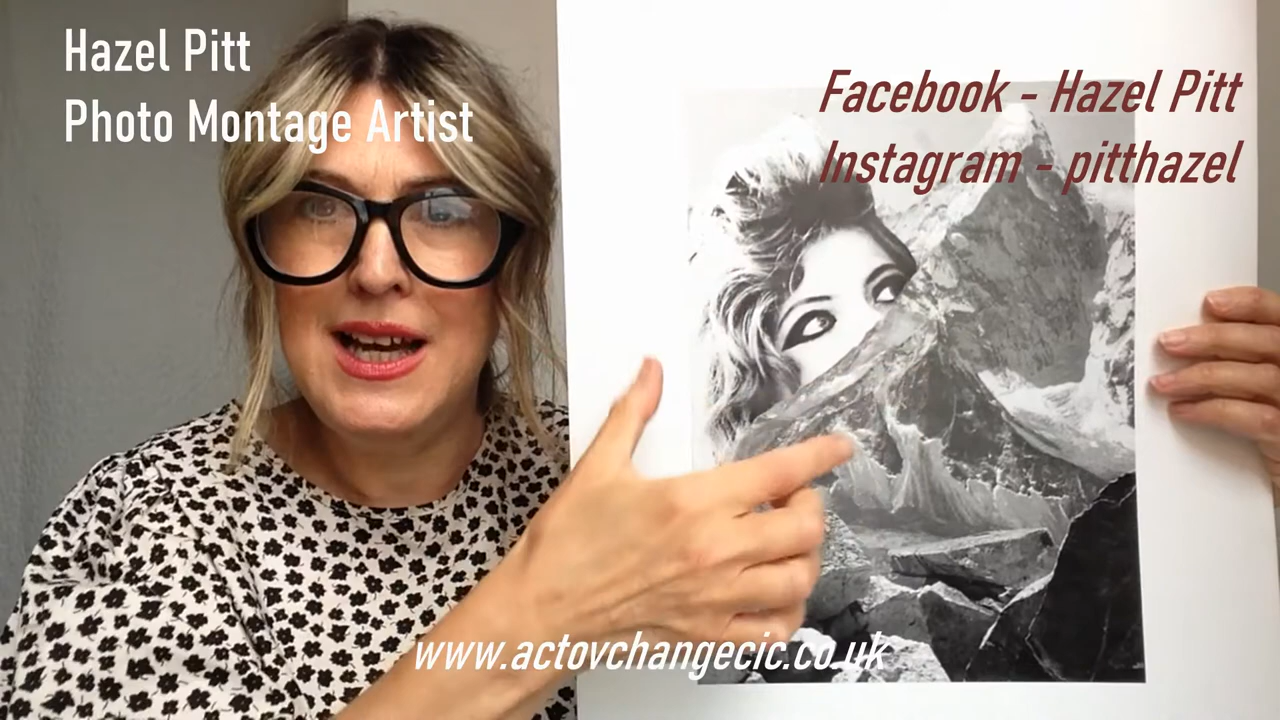 Hazel Pitt
Photo Montage Artist
Facebook - Hazel Pitt
Instagram - pitthazel
www.actovchangecic.co.uk